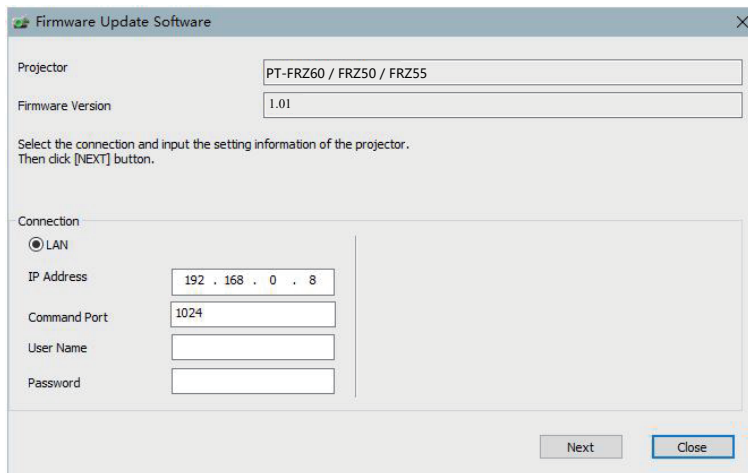 Firmware Update Software
Projector
PT-FRZ60 / FRZ50 / FRZ55
Firmware Version
1.01
Select the connection and input the setting information of the projector.
Then click [NEXT] button.
Connection
LAN
IP Address
192 . 168 . 0 . 8
Command Port
1024
User Name
Password
Next
Close